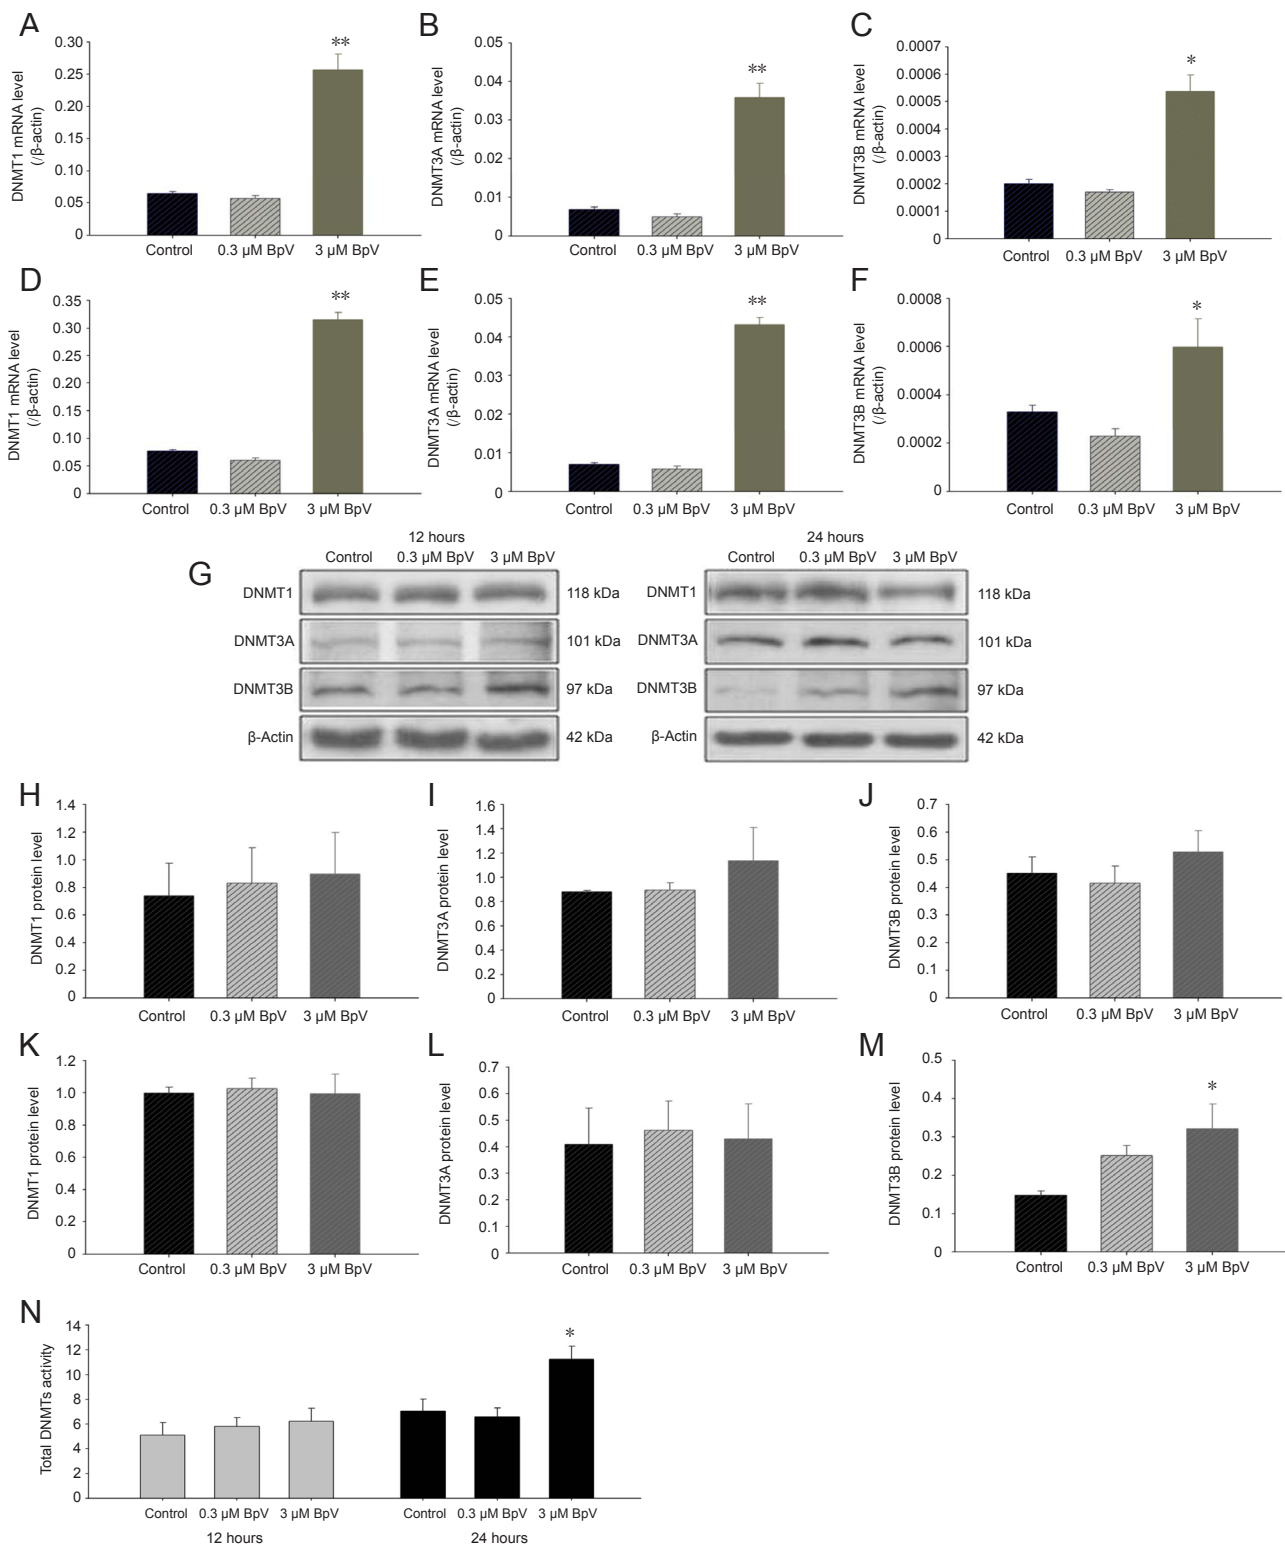 A
DNMT1 mRNA level
(/β-actin)
0.30
0.25
0.20
0.15
0.10
0.05
0
**
Control
0.3 µM BpV
3 µM BpV
B
DNMT3A mRNA level
(/β-actin)
0.05
0.04
0.03
0.02
0.01
0
**
Control
0.3 µM BpV
3 µM BpV
C
DNMT3B mRNA level
(/β-actin)
0.0007
0.0006
0.0005
0.0004
0.0003
0.0002
0.0001
0
*
Control
0.3 µM BpV
3 µM BpV
D
DNMT1 mRNA level
(/β-actin)
0.35
0.30
0.25
0.20
0.15
0.10
0.05
0
**
Control
0.3 µM BpV
3 µM BpV
E
DNMT3A mRNA level
(/β-actin)
0.05
0.04
0.03
0.02
0.01
0
**
Control
0.3 µM BpV
3 µM BpV
F
DNMT3B mRNA level
(/β-actin)
0.0008
0.0006
0.0004
0.0002
0
*
Control
0.3 µM BpV
3 µM BpV
G
12 hours
Control
0.3 µM BpV
3 µM BpV
DNMT1
118 kDa
DNMT3A
101 kDa
DNMT3B
97 kDa
β-Actin
42 kDa
24 hours
Control
0.3 µM BpV
3 µM BpV
DNMT1
118 kDa
DNMT3A
101 kDa
DNMT3B
97 kDa
β-Actin
42 kDa
H
DNMT1 protein level
1.4
1.2
1.0
0.8
0.6
0.4
0.2
0
Control
0.3 µM BpV
3 µM BpV
I
DNMT3A protein level
1.6
1.4
1.2
1.0
0.8
0.6
0.4
0.2
0
Control
0.3 µM BpV
3 µM BpV
J
DNMT3B protein level
0.7
0.6
0.5
0.4
0.3
0.2
0.1
0
Control
0.3 µM BpV
3 µM BpV
K
DNMT1 protein level
1.2
1.0
0.8
0.6
0.4
0.2
0
Control
0.3 µM BpV
3 µM BpV
L
DNMT3A protein level
0.7
0.6
0.5
0.4
0.3
0.2
0.1
0
Control
0.3 µM BpV
3 µM BpV
M
DNMT3B protein level
0.5
0.4
0.3
0.2
0.1
0
*
Control
0.3 µM BpV
3 µM BpV
N
Total DNMTs activity
14
12
10
8
6
4
2
0
*
Control
0.3 µM BpV
3 µM BpV
Control
0.3 µM BpV
3 µM BpV
12 hours
24 hours